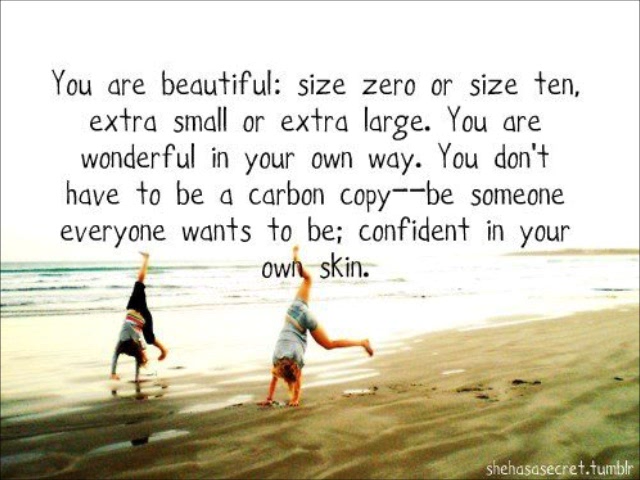 You are beautiful: size zero or size ten,
extra small or extra large. You are
wonderful in your own way. You don't
have to be a carbon copy--be someone
everyone wants to be; confident in your
own skin.
shehasasecret.tumblr